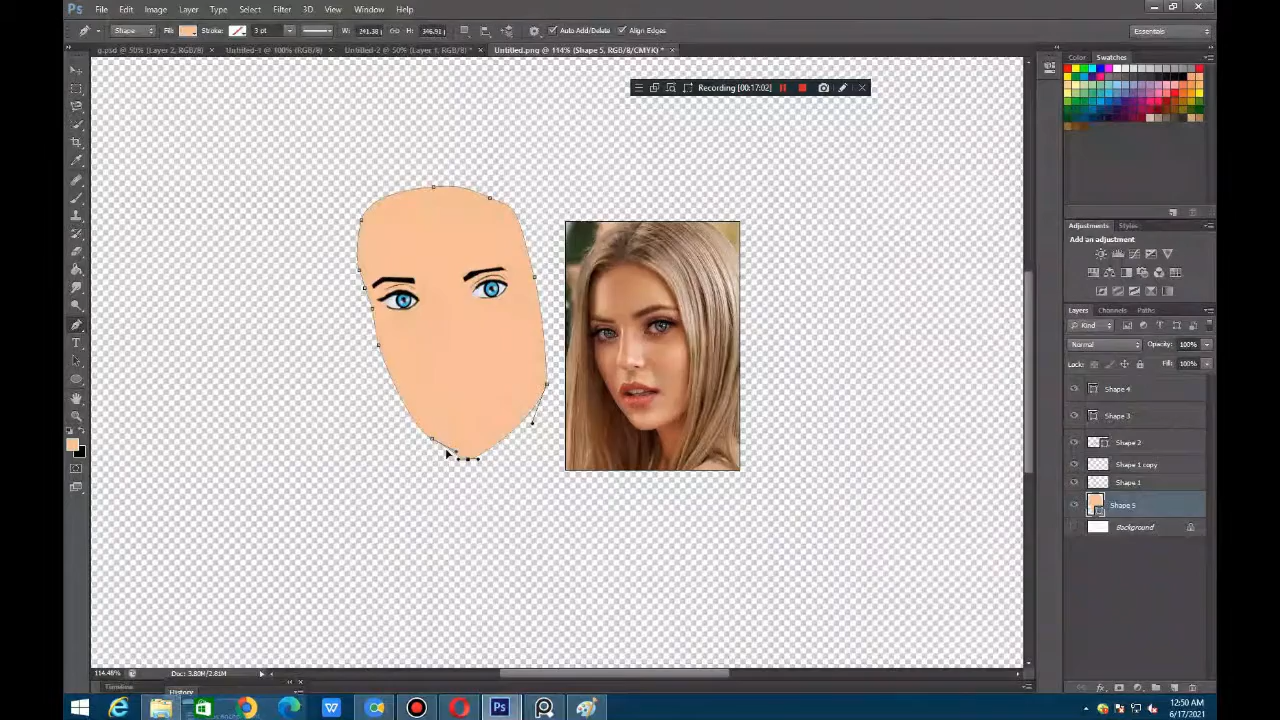 Ps File Edit Image Layer Type Select Filter 3D View Window Help
Shape Fill: Stroke: 3 pt W: 241.38 H: 346.91 Auto Add/Delete Align Edges Essentials
g.psd @ 50% (Layer 2, RGB/8) × Untitled-1 @ 100% (RGB/8) × Untitled-2 @ 50% (Layer 1, RGB/8) * × Untitled.png @ 114% (Shape 5, RGB/8/CMYK) * ×
Color Swatches
Recording [00:17:02]
Adjustments Styles
Add an adjustment
Layers Channels Paths
Kind
Normal Opacity: 100%
Lock: Fill: 100%
Shape 4
Shape 3
Shape 2
Shape 1 copy
Shape 1
Shape 5
Background
114.48% Doc: 3.80M/2.81M
Timeline
History
Ps
12:50 AM
6/17/2021